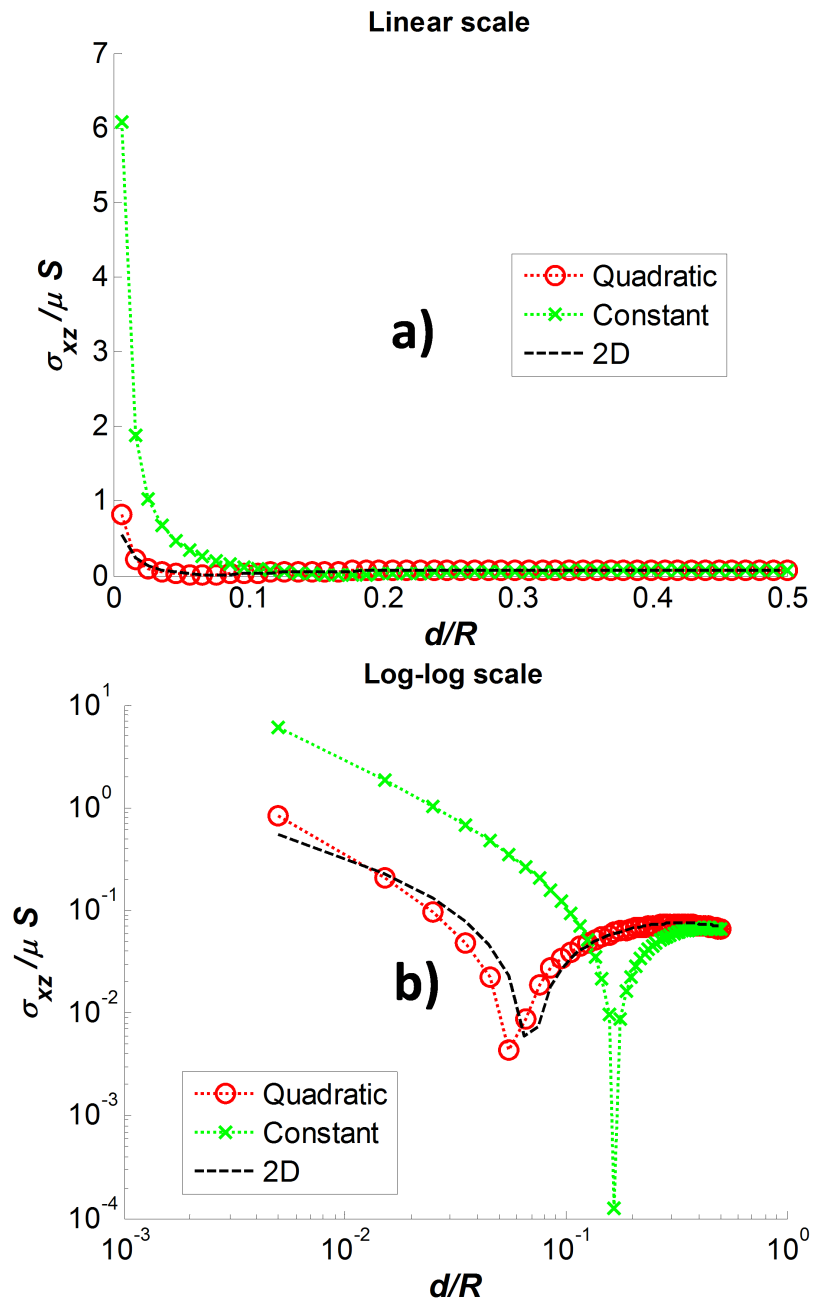 Linear scale
7
6
5
4
3
2
1
0
σxz/μ S
a)
Quadratic
Constant
2D
0 0.1 0.2 0.3 0.4 0.5
d/R
Log-log scale
10^1
10^0
10^-1
10^-2
10^-3
10^-4
σxz/μ S
b)
Quadratic
Constant
2D
10^-3 10^-2 10^-1 10^0
d/R